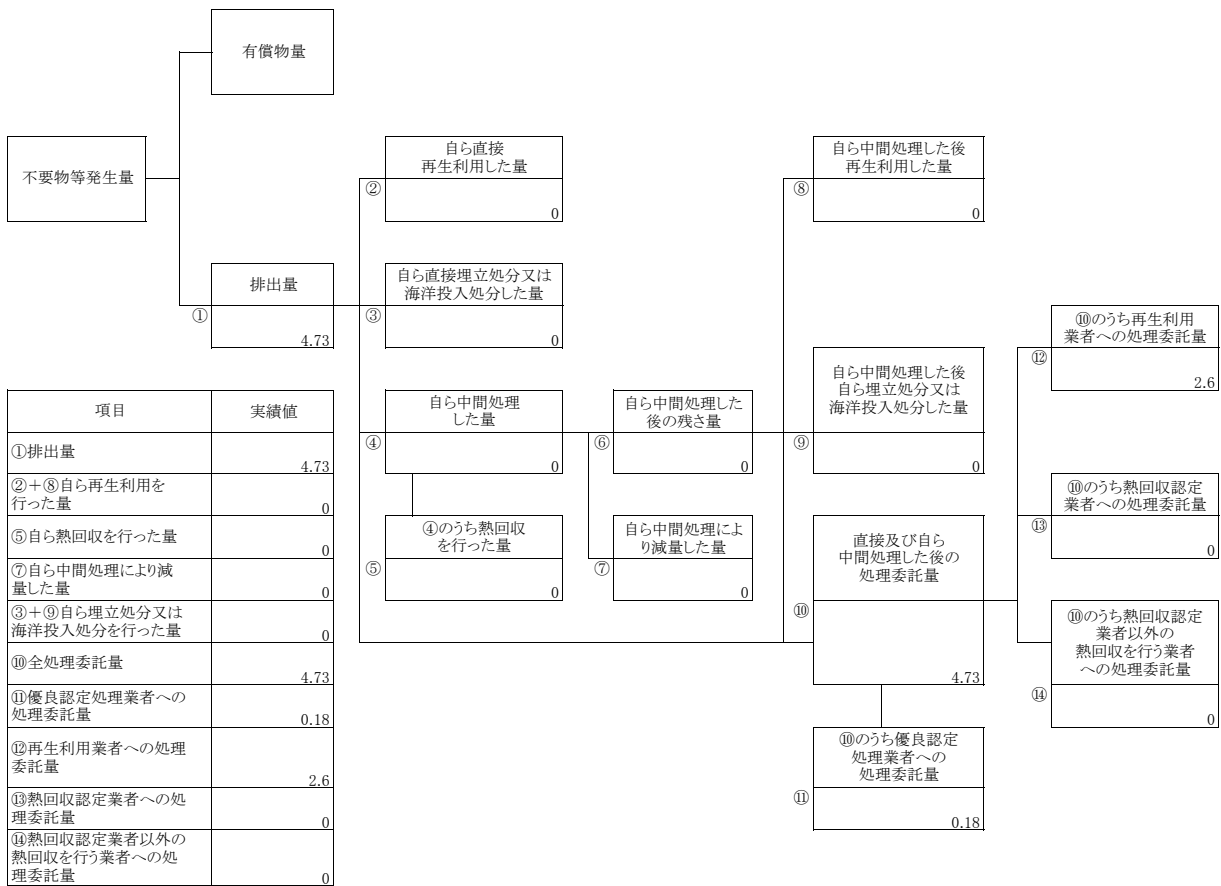 有償物量
不要物等発生量
排出量
①
4.73
自ら直接
再生利用した量
②
0
自ら直接埋立処分又は
海洋投入処分した量
③
0
自ら中間処理
した量
④
0
④のうち熱回収
を行った量
⑤
0
自ら中間処理した
後の残さ量
⑥
0
自ら中間処理によ
り減量した量
⑦
0
自ら中間処理した後
再生利用した量
⑧
0
自ら中間処理した後
自ら埋立処分又は
海洋投入処分した量
⑨
0
直接及び自ら
中間処理した後の
処理委託量
⑩
4.73
⑩のうち優良認定
処理業者への
処理委託量
⑪
0.18
⑩のうち再生利用
業者への処理委託量
⑫
2.6
⑩のうち熱回収認定
業者への処理委託量
⑬
0
⑩のうち熱回収認定
業者以外の
熱回収を行う業者
への処理委託量
⑭
0
項目 実績値
①排出量
4.73
②+⑧自ら再生利用を
行った量
0
⑤自ら熱回収を行った量
0
⑦自ら中間処理により減
量した量
0
③+⑨自ら埋立処分又は
海洋投入処分を行った量
0
⑩全処理委託量
4.73
⑪優良認定処理業者への
処理委託量
0.18
⑫再生利用業者への処理
委託量
2.6
⑬熱回収認定業者への処
理委託量
0
⑭熱回収認定業者以外の
熱回収を行う業者への処
理委託量
0